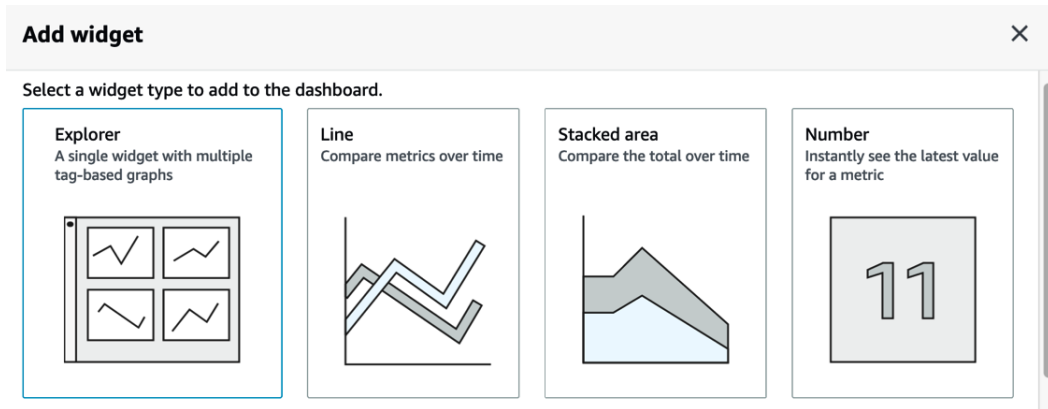 Add widget
Select a widget type to add to the dashboard.
Explorer
A single widget with multiple
tag-based graphs
Line
Compare metrics over time
Stacked area
Compare the total over time
Number
Instantly see the latest value
for a metric
11